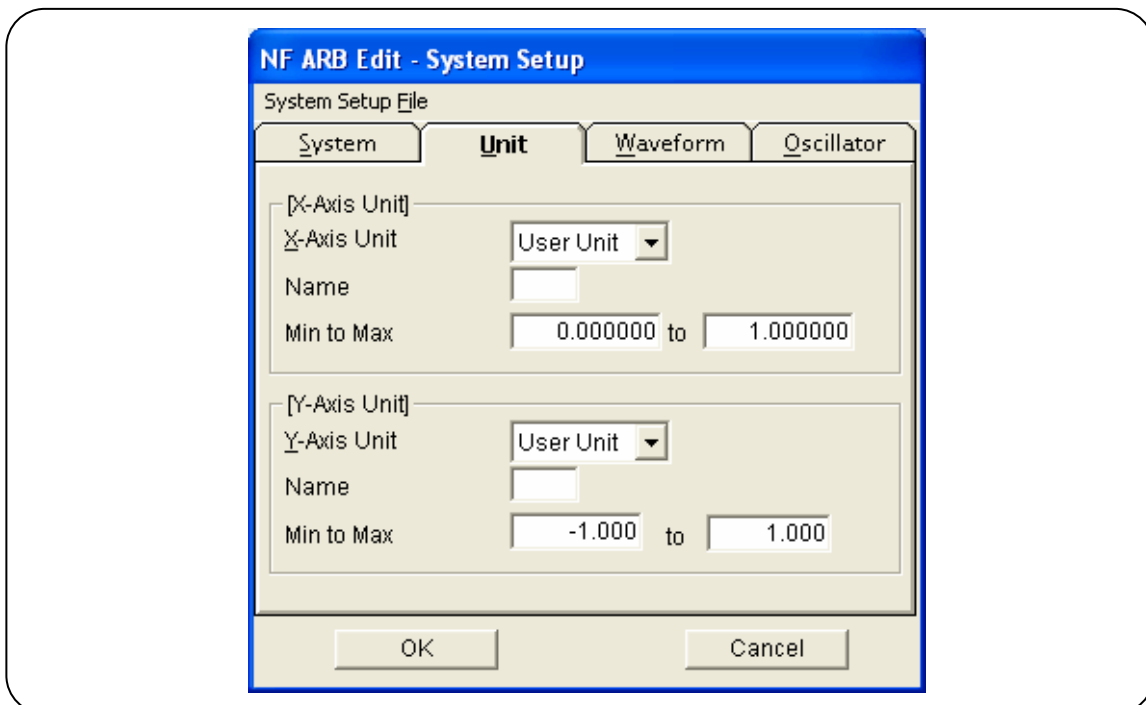 NF ARB Edit - System Setup
System Setup File
System Unit Waveform Oscillator
[X-Axis Unit]
X-Axis Unit User Unit
Name
Min to Max 0.000000 to 1.000000
[Y-Axis Unit]
Y-Axis Unit User Unit
Name
Min to Max -1.000 to 1.000
OK Cancel